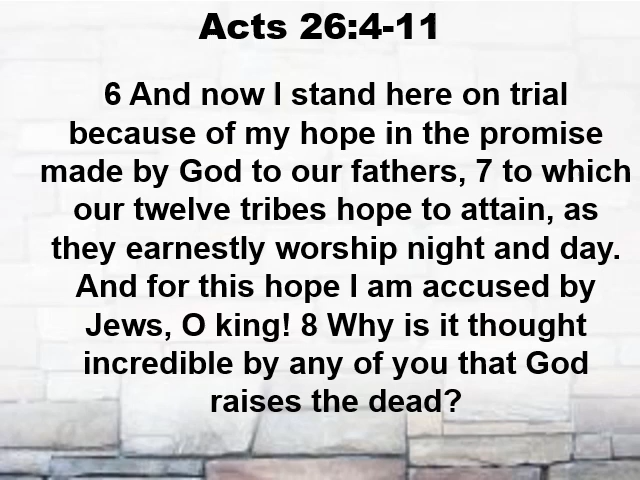 Acts 26:4-11
6 And now I stand here on trial
because of my hope in the promise
made by God to our fathers, 7 to which
our twelve tribes hope to attain, as
they earnestly worship night and day.
And for this hope I am accused by
Jews, O king! 8 Why is it thought
incredible by any of you that God
raises the dead?